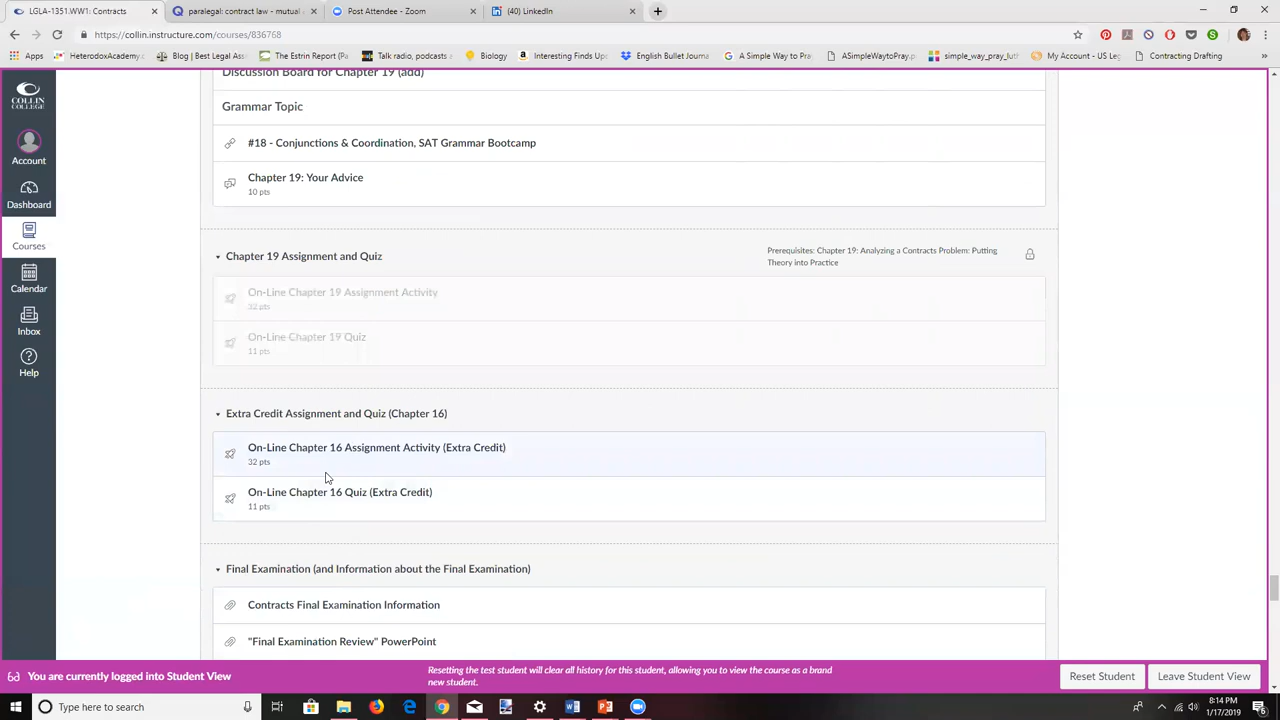 LGLA-1351.WW1: Contracts
paralegal: contract law - mutual
Post Attendee - Zoom
(40) LinkedIn
https://collin.instructure.com/courses/836768
Apps
HeterodoxAcademy
Blog | Best Legal Ass
The Estrin Report (Pa
Talk radio, podcasts
Biology
Interesting Finds Up
English Bullet Journa
A Simple Way to Pra
ASimpleWaytoPray.p
simple_way_pray_lut
My Account - US Leg
Contracting Drafting
COLLIN
COLLEGE
Account
Dashboard
Courses
Calendar
Inbox
Help
Discussion Board for Chapter 19 (add)
Grammar Topic
#18 - Conjunctions & Coordination, SAT Grammar Bootcamp
Chapter 19: Your Advice
10 pts
Chapter 19 Assignment and Quiz
Prerequisites: Chapter 19: Analyzing a Contracts Problem: Putting
Theory into Practice
On-Line Chapter 19 Assignment Activity
32 pts
On-Line Chapter 19 Quiz
11 pts
Extra Credit Assignment and Quiz (Chapter 16)
On-Line Chapter 16 Assignment Activity (Extra Credit)
32 pts
On-Line Chapter 16 Quiz (Extra Credit)
11 pts
Final Examination (and Information about the Final Examination)
Contracts Final Examination Information
"Final Examination Review" PowerPoint
You are currently logged into Student View
Resetting the test student will clear all history for this student, allowing you to view the course as a brand
new student.
Reset Student
Leave Student View
Type here to search
8:14 PM
1/17/2019